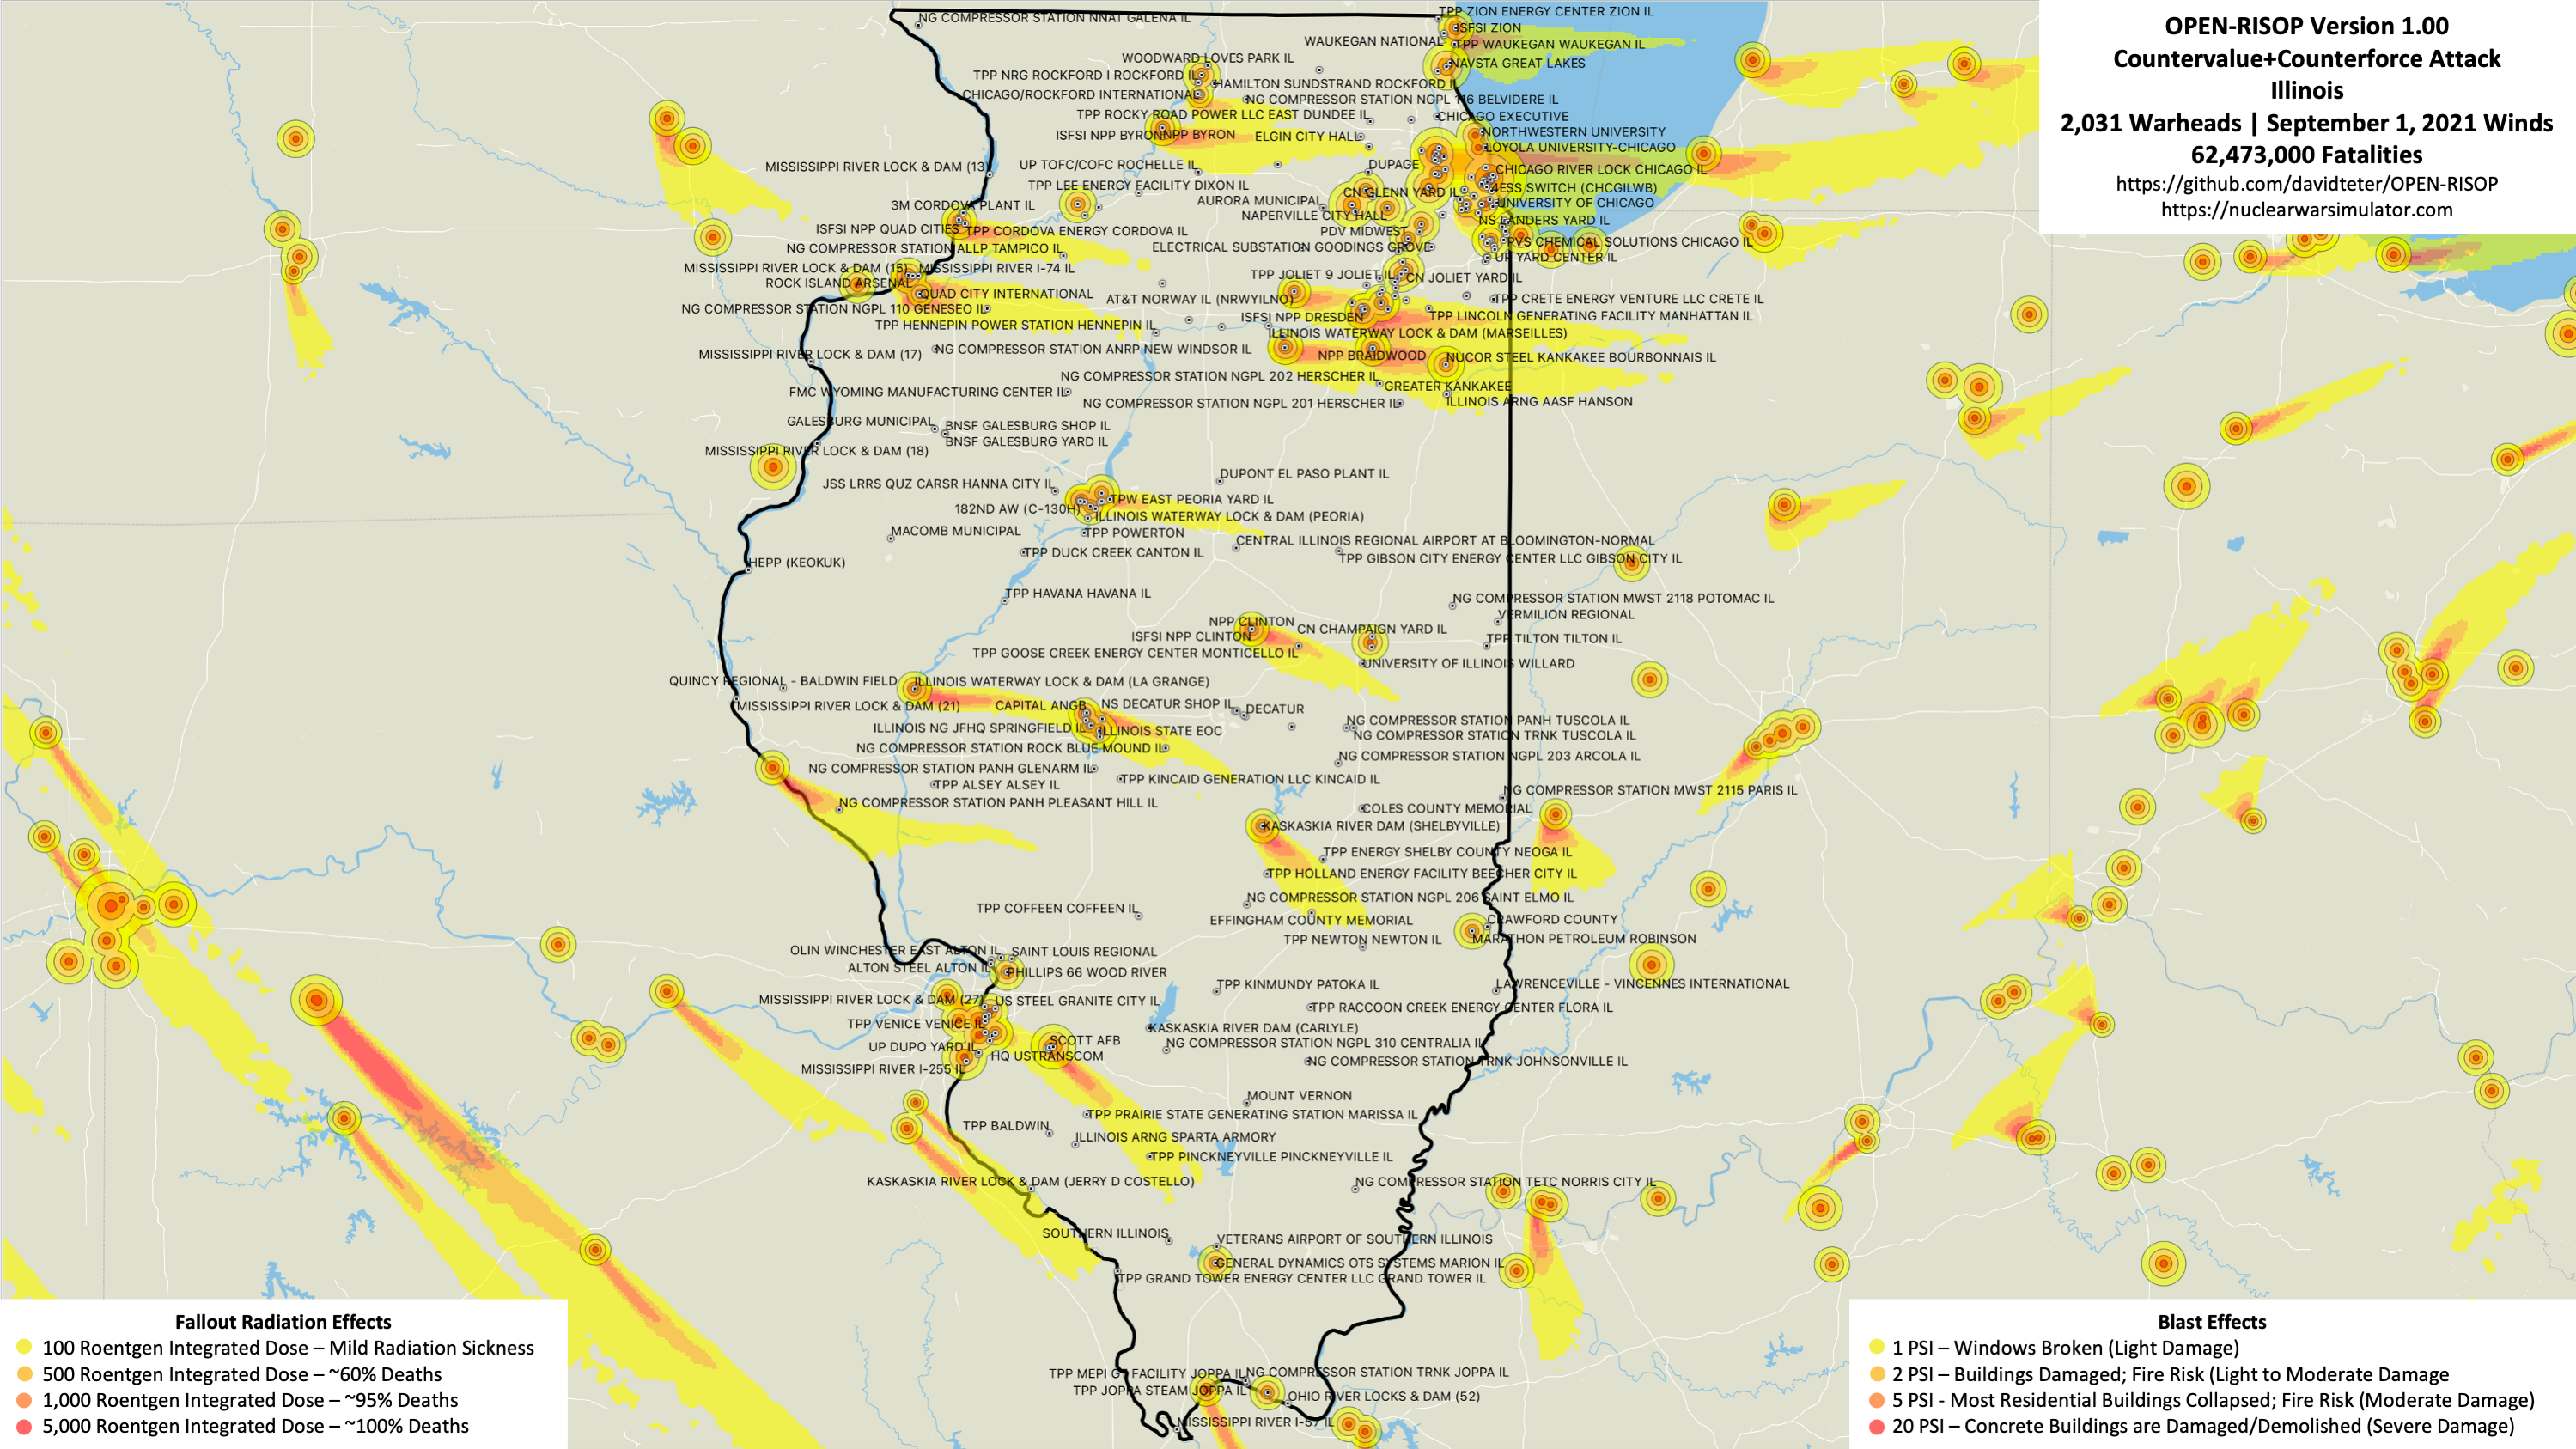 OPEN-RISOP Version 1.00
Countervalue+Counterforce Attack
Illinois
2,031 Warheads | September 1, 2021 Winds
62,473,000 Fatalities
https://github.com/davidteter/OPEN-RISOP
https://nuclearwarsimulator.com
NG COMPRESSOR STATION NNAT GALENA IL
TPP ZION ENERGY CENTER ZION IL
ISFSI ZION
WAUKEGAN NATIONAL
TPP WAUKEGAN WAUKEGAN IL
WOODWARD LOVES PARK IL
NAVSTA GREAT LAKES
TPP NRG ROCKFORD I ROCKFORD IL
HAMILTON SUNDSTRAND ROCKFORD IL
CHICAGO/ROCKFORD INTERNATIONAL
NG COMPRESSOR STATION NGPL 116 BELVIDERE IL
TPP ROCKY ROAD POWER LLC EAST DUNDEE IL
CHICAGO EXECUTIVE
ISFSI NPP BYRON
NPP BYRON
ELGIN CITY HALL
NORTHWESTERN UNIVERSITY
LOYOLA UNIVERSITY-CHICAGO
MISSISSIPPI RIVER LOCK & DAM (13)
UP TOFC/COFC ROCHELLE IL
DUPAGE
CHICAGO RIVER LOCK CHICAGO IL
TPP LEE ENERGY FACILITY DIXON IL
CN GLENN YARD IL
4ESS SWITCH (CHCGILWB)
3M CORDOVA PLANT IL
AURORA MUNICIPAL
UNIVERSITY OF CHICAGO
NAPERVILLE CITY HALL
NS LANDERS YARD IL
ISFSI NPP QUAD CITIES
TPP CORDOVA ENERGY CORDOVA IL
PDV MIDWEST
NG COMPRESSOR STATION ALLP TAMPICO IL
ELECTRICAL SUBSTATION GOODINGS GROVE
PVS CHEMICAL SOLUTIONS CHICAGO IL
UP YARD CENTER IL
MISSISSIPPI RIVER LOCK & DAM (15)
MISSISSIPPI RIVER I-74 IL
TPP JOLIET 9 JOLIET IL
CN JOLIET YARD IL
ROCK ISLAND ARSENAL
QUAD CITY INTERNATIONAL
AT&T NORWAY IL (NRWYILNO)
TPP CRETE ENERGY VENTURE LLC CRETE IL
NG COMPRESSOR STATION NGPL 110 GENESEO IL
ISFSI NPP DRESDEN
TPP LINCOLN GENERATING FACILITY MANHATTAN IL
TPP HENNEPIN POWER STATION HENNEPIN IL
ILLINOIS WATERWAY LOCK & DAM (MARSEILLES)
MISSISSIPPI RIVER LOCK & DAM (17)
NG COMPRESSOR STATION ANRP NEW WINDSOR IL
NPP BRAIDWOOD
NUCOR STEEL KANKAKEE BOURBONNAIS IL
NG COMPRESSOR STATION NGPL 202 HERSCHER IL
GREATER KANKAKEE
FMC WYOMING MANUFACTURING CENTER IL
NG COMPRESSOR STATION NGPL 201 HERSCHER IL
ILLINOIS ARNG AASF HANSON
GALESBURG MUNICIPAL
BNSF GALESBURG SHOP IL
BNSF GALESBURG YARD IL
MISSISSIPPI RIVER LOCK & DAM (18)
DUPONT EL PASO PLANT IL
JSS LRRS QUZ CARSR HANNA CITY IL
TPW EAST PEORIA YARD IL
182ND AW (C-130H)
ILLINOIS WATERWAY LOCK & DAM (PEORIA)
MACOMB MUNICIPAL
TPP POWERTON
CENTRAL ILLINOIS REGIONAL AIRPORT AT BLOOMINGTON-NORMAL
TPP DUCK CREEK CANTON IL
TPP GIBSON CITY ENERGY CENTER LLC GIBSON CITY IL
HEPP (KEOKUK)
TPP HAVANA HAVANA IL
NG COMPRESSOR STATION MWST 2118 POTOMAC IL
VERMILION REGIONAL
NPP CLINTON
CN CHAMPAIGN YARD IL
ISFSI NPP CLINTON
TPP TILTON TILTON IL
TPP GOOSE CREEK ENERGY CENTER MONTICELLO IL
UNIVERSITY OF ILLINOIS WILLARD
QUINCY REGIONAL - BALDWIN FIELD
ILLINOIS WATERWAY LOCK & DAM (LA GRANGE)
MISSISSIPPI RIVER LOCK & DAM (21)
CAPITAL ANGB
NS DECATUR SHOP IL
DECATUR
ILLINOIS NG JFHQ SPRINGFIELD IL
ILLINOIS STATE EOC
NG COMPRESSOR STATION PANH TUSCOLA IL
NG COMPRESSOR STATION TRNK TUSCOLA IL
NG COMPRESSOR STATION ROCK BLUE MOUND IL
NG COMPRESSOR STATION NGPL 203 ARCOLA IL
NG COMPRESSOR STATION PANH GLENARM IL
TPP KINCAID GENERATION LLC KINCAID IL
TPP ALSEY ALSEY IL
NG COMPRESSOR STATION MWST 2115 PARIS IL
NG COMPRESSOR STATION PANH PLEASANT HILL IL
COLES COUNTY MEMORIAL
KASKASKIA RIVER DAM (SHELBYVILLE)
TPP ENERGY SHELBY COUNTY NEOGA IL
TPP HOLLAND ENERGY FACILITY BEECHER CITY IL
NG COMPRESSOR STATION NGPL 206 SAINT ELMO IL
TPP COFFEEN COFFEEN IL
EFFINGHAM COUNTY MEMORIAL
CRAWFORD COUNTY
TPP NEWTON NEWTON IL
MARATHON PETROLEUM ROBINSON
OLIN WINCHESTER EAST ALTON IL
SAINT LOUIS REGIONAL
ALTON STEEL ALTON IL
PHILLIPS 66 WOOD RIVER
TPP KINMUNDY PATOKA IL
LAWRENCEVILLE - VINCENNES INTERNATIONAL
MISSISSIPPI RIVER LOCK & DAM (27)
US STEEL GRANITE CITY IL
TPP RACCOON CREEK ENERGY CENTER FLORA IL
TPP VENICE VENICE IL
KASKASKIA RIVER DAM (CARLYLE)
SCOTT AFB
NG COMPRESSOR STATION NGPL 310 CENTRALIA IL
UP DUPO YARD IL
HQ USTRANSCOM
NG COMPRESSOR STATION TRNK JOHNSONVILLE IL
MISSISSIPPI RIVER I-255 IL
MOUNT VERNON
TPP PRAIRIE STATE GENERATING STATION MARISSA IL
TPP BALDWIN
ILLINOIS ARNG SPARTA ARMORY
TPP PINCKNEYVILLE PINCKNEYVILLE IL
KASKASKIA RIVER LOCK & DAM (JERRY D COSTELLO)
NG COMPRESSOR STATION TETC NORRIS CITY IL
SOUTHERN ILLINOIS
VETERANS AIRPORT OF SOUTHERN ILLINOIS
GENERAL DYNAMICS OTS SYSTEMS MARION IL
TPP GRAND TOWER ENERGY CENTER LLC GRAND TOWER IL
TPP MEPI GT FACILITY JOPPA IL
NG COMPRESSOR STATION TRNK JOPPA IL
TPP JOPPA STEAM JOPPA IL
OHIO RIVER LOCKS & DAM (52)
MISSISSIPPI RIVER I-57 IL
Fallout Radiation Effects
100 Roentgen Integrated Dose – Mild Radiation Sickness
500 Roentgen Integrated Dose – ~60% Deaths
1,000 Roentgen Integrated Dose – ~95% Deaths
5,000 Roentgen Integrated Dose – ~100% Deaths
Blast Effects
1 PSI – Windows Broken (Light Damage)
2 PSI – Buildings Damaged; Fire Risk (Light to Moderate Damage
5 PSI - Most Residential Buildings Collapsed; Fire Risk (Moderate Damage)
20 PSI – Concrete Buildings are Damaged/Demolished (Severe Damage)